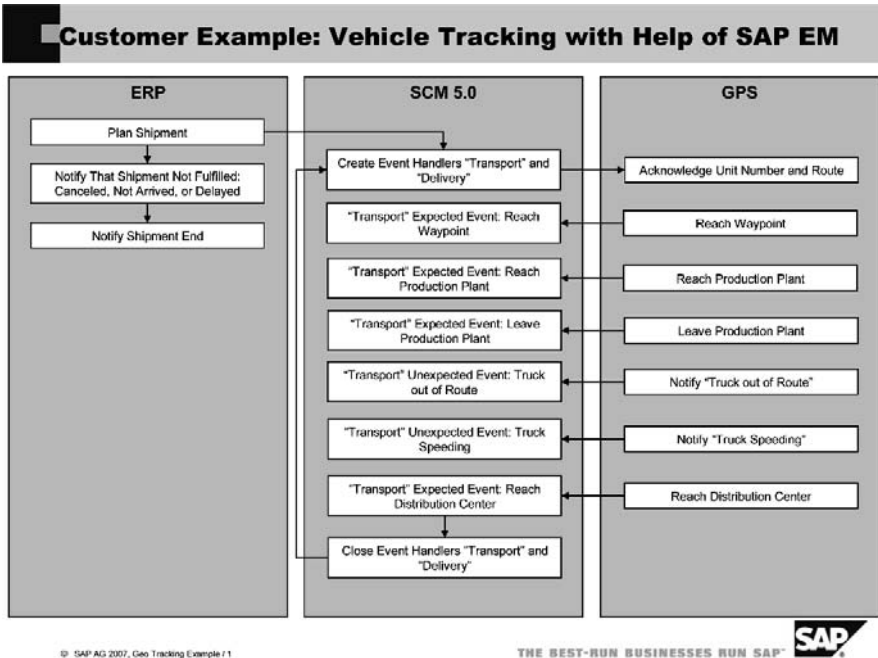 Customer Example: Vehicle Tracking with Help of SAP EM
ERP
Plan Shipment
Notify That Shipment Not Fulfilled:
Canceled, Not Arrived, or Delayed
Notify Shipment End
SCM 5.0
Create Event Handlers "Transport" and
"Delivery"
"Transport" Expected Event: Reach
Waypoint
"Transport" Expected Event: Reach
Production Plant
"Transport" Expected Event: Leave
Production Plant
"Transport" Unexpected Event: Truck
out of Route
"Transport" Unexpected Event: Truck
Speeding
"Transport" Expected Event: Reach
Distribution Center
Close Event Handlers "Transport" and
"Delivery"
GPS
Acknowledge Unit Number and Route
Reach Waypoint
Reach Production Plant
Leave Production Plant
Notify "Truck out of Route"
Notify "Truck Speeding"
Reach Distribution Center
© SAP AG 2007, Geo Tracking Example / 1
THE BEST-RUN BUSINESSES RUN SAP™
SAP